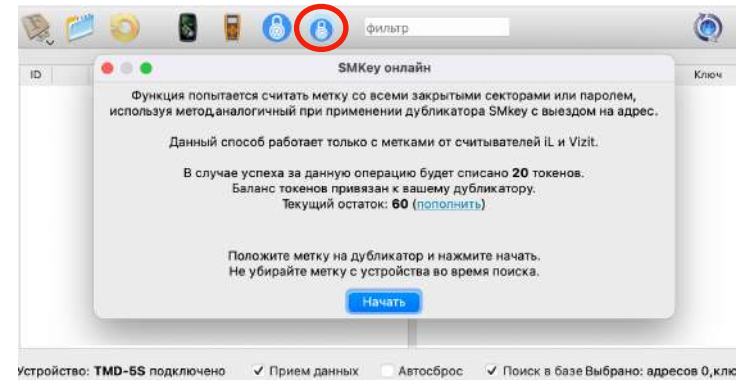 фильтр
ID
SMKey онлайн
Ключ
Функция попытается считать метку со всеми закрытыми секторами или паролем,
используя метод,аналогичный при применении дубликатора SMkey с выездом на адрес.
Данный способ работает только с метками от считывателей iL и Vizit.
В случае успеха за данную операцию будет списано 20 токенов.
Баланс токенов привязан к вашему дубликатору.
Текущий остаток: 60 (пополнить)
Положите метку на дубликатор и нажмите начать.
Не убирайте метку с устройства во время поиска.
Начать
Устройство: TMD-5S подключено ✓ Прием данных Автосброс ✓ Поиск в базе Выбрано: адресов 0,клю